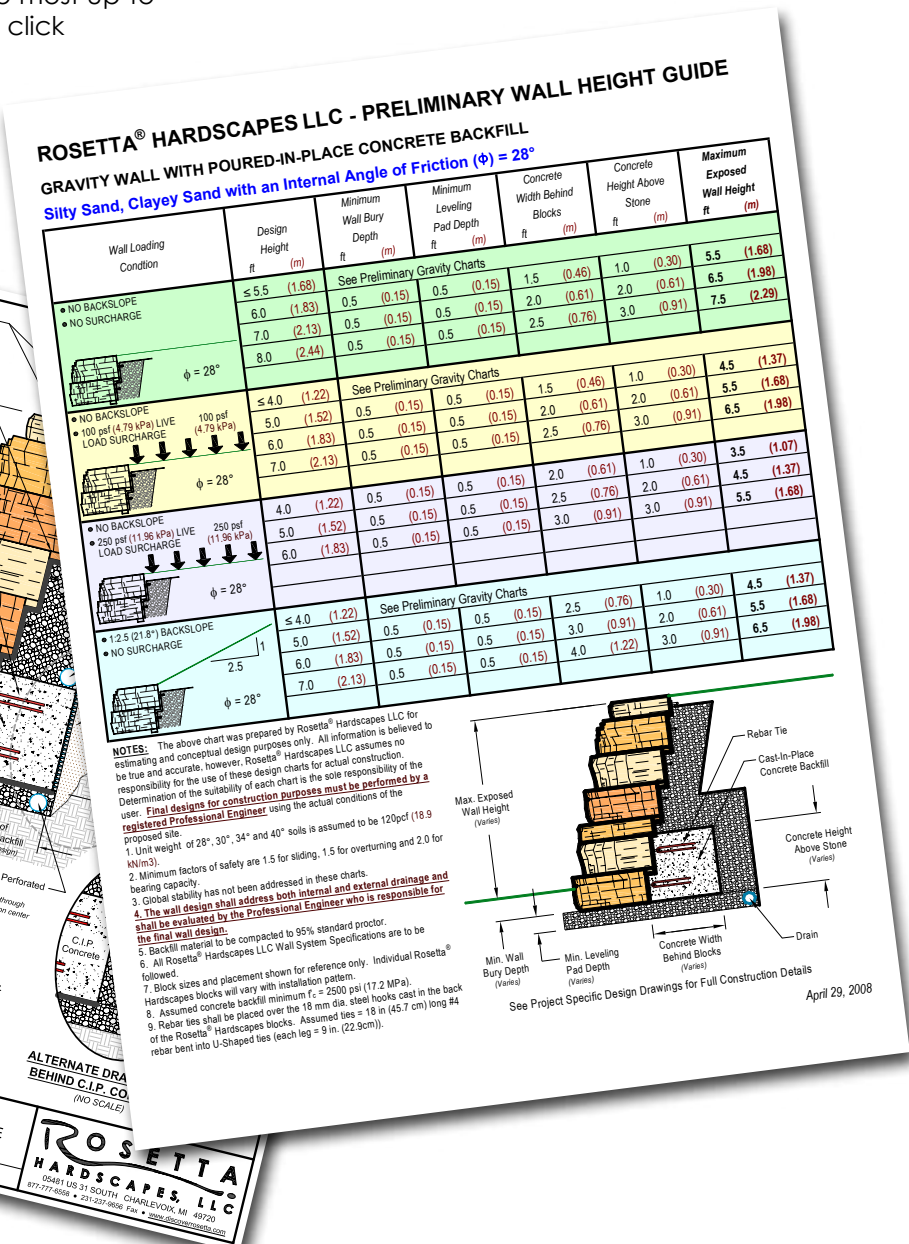 click
ROSETTA® HARDSCAPES LLC - PRELIMINARY WALL HEIGHT GUIDE
GRAVITY WALL WITH POURED-IN-PLACE CONCRETE BACKFILL
Silty Sand, Clayey Sand with an Internal Angle of Friction (Φ) = 28°
Wall Loading
Condtion
Design
Height
ft (m)
Minimum
Wall Bury
Depth
ft (m)
Minimum
Leveling
Pad Depth
ft (m)
Concrete
Width Behind
Blocks
ft (m)
Concrete
Height Above
Stone
ft (m)
Maximum
Exposed
Wall Height
ft (m)
• NO BACKSLOPE
• NO SURCHARGE
ϕ = 28°
≤ 5.5 (1.68) See Preliminary Gravity Charts
6.0 (1.83) 0.5 (0.15) 0.5 (0.15) 1.5 (0.46) 1.0 (0.30) 5.5 (1.68)
7.0 (2.13) 0.5 (0.15) 0.5 (0.15) 2.0 (0.61) 2.0 (0.61) 6.5 (1.98)
8.0 (2.44) 0.5 (0.15) 0.5 (0.15) 2.5 (0.76) 3.0 (0.91) 7.5 (2.29)
• NO BACKSLOPE
• 100 psf (4.79 kPa) LIVE
LOAD SURCHARGE
100 psf
(4.79 kPa)
ϕ = 28°
≤ 4.0 (1.22) See Preliminary Gravity Charts
5.0 (1.52) 0.5 (0.15) 0.5 (0.15) 1.5 (0.46) 1.0 (0.30) 4.5 (1.37)
6.0 (1.83) 0.5 (0.15) 0.5 (0.15) 2.0 (0.61) 2.0 (0.61) 5.5 (1.68)
7.0 (2.13) 0.5 (0.15) 0.5 (0.15) 2.5 (0.76) 3.0 (0.91) 6.5 (1.98)
• NO BACKSLOPE
• 250 psf (11.96 kPa) LIVE
LOAD SURCHARGE
250 psf
(11.96 kPa)
ϕ = 28°
4.0 (1.22) 0.5 (0.15) 0.5 (0.15) 2.0 (0.61) 1.0 (0.30) 3.5 (1.07)
5.0 (1.52) 0.5 (0.15) 0.5 (0.15) 2.5 (0.76) 2.0 (0.61) 4.5 (1.37)
6.0 (1.83) 0.5 (0.15) 0.5 (0.15) 3.0 (0.91) 3.0 (0.91) 5.5 (1.68)
• 1:2.5 (21.8°) BACKSLOPE
• NO SURCHARGE
1
2.5
ϕ = 28°
≤ 4.0 (1.22) See Preliminary Gravity Charts
5.0 (1.52) 0.5 (0.15) 0.5 (0.15) 2.5 (0.76) 1.0 (0.30) 4.5 (1.37)
6.0 (1.83) 0.5 (0.15) 0.5 (0.15) 3.0 (0.91) 2.0 (0.61) 5.5 (1.68)
7.0 (2.13) 0.5 (0.15) 0.5 (0.15) 4.0 (1.22) 3.0 (0.91) 6.5 (1.98)
NOTES: The above chart was prepared by Rosetta® Hardscapes LLC for
estimating and conceptual design purposes only. All information is believed to
be true and accurate, however, Rosetta® Hardscapes LLC assumes no
responsibility for the use of these design charts for actual construction.
Determination of the suitability of each chart is the sole responsibility of the
user. Final designs for construction purposes must be performed by a
registered Professional Engineer using the actual conditions of the
proposed site.
1. Unit weight of 28°, 30°, 34° and 40° soils is assumed to be 120pcf (18.9
kN/m3).
2. Minimum factors of safety are 1.5 for sliding, 1.5 for overturning and 2.0 for
bearing capacity.
3. Global stability has not been addressed in these charts.
4. The wall design shall address both internal and external drainage and
shall be evaluated by the Professional Engineer who is responsible for
the final wall design.
5. Backfill material to be compacted to 95% standard proctor.
6. All Rosetta® Hardscapes LLC Wall System Specifications are to be
followed.
7. Block sizes and placement shown for reference only. Individual Rosetta®
Hardscapes blocks will vary with installation pattern.
8. Assumed concrete backfill minimum f'c = 2500 psi (17.2 MPa).
9. Rebar ties shall be placed over the 18 mm dia. steel hooks cast in the back
of the Rosetta® Hardscapes blocks. Assumed ties = 18 in (45.7 cm) long #4
rebar bent into U-Shaped ties (each leg = 9 in. (22.9cm)).
Rebar Tie
Cast-In-Place
Concrete Backfill
Max. Exposed
Wall Height
(Varies)
Concrete Height
Above Stone
(Varies)
Min. Wall
Bury Depth
(Varies)
Min. Leveling
Pad Depth
(Varies)
Concrete Width
Behind Blocks
(Varies)
Drain
See Project Specific Design Drawings for Full Construction Details
April 29, 2008
of
Perforated
C.I.P.
Concrete
ALTERNATE
BEHIND C.I.P.
(NO SCALE)
ROSETTA
HARDSCAPES, LLC
05481 US 31 SOUTH CHARLEVOIX, MI 49720
877-777-6558 • 231-237-9656 Fax • www.discoverrosetta.com